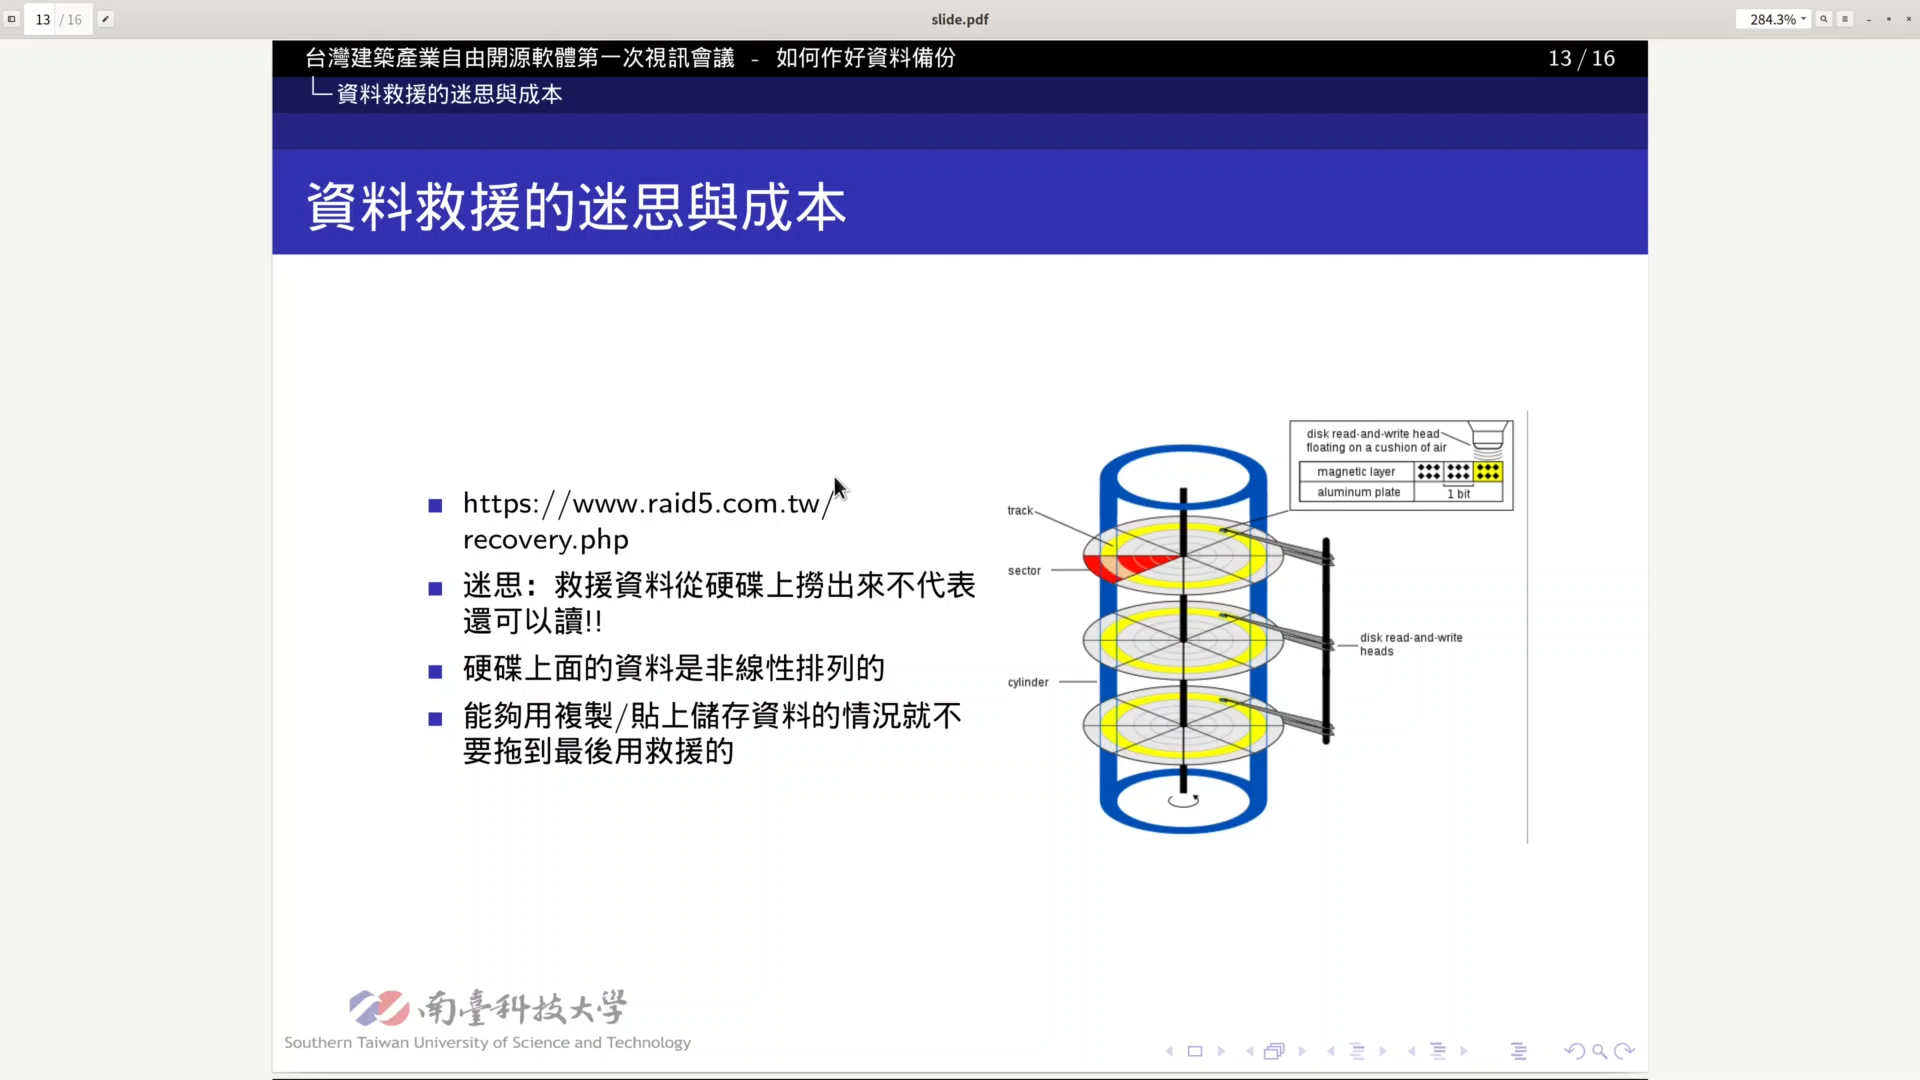 13 / 16
slide.pdf
284.3%
台灣建築產業自由開源軟體第一次視訊會議 - 如何作好資料備份
13 / 16
資料救援的迷思與成本
資料救援的迷思與成本
https://www.raid5.com.tw/
recovery.php
迷思：救援資料從硬碟上撈出來不代表
還可以讀!!
硬碟上面的資料是非線性排列的
能夠用複製/貼上儲存資料的情況就不
要拖到最後用救援的
disk read-and-write head
floating on a cushion of air
magnetic layer
aluminum plate
1 bit
track
sector
cylinder
disk read-and-write
heads
南臺科技大學
Southern Taiwan University of Science and Technology